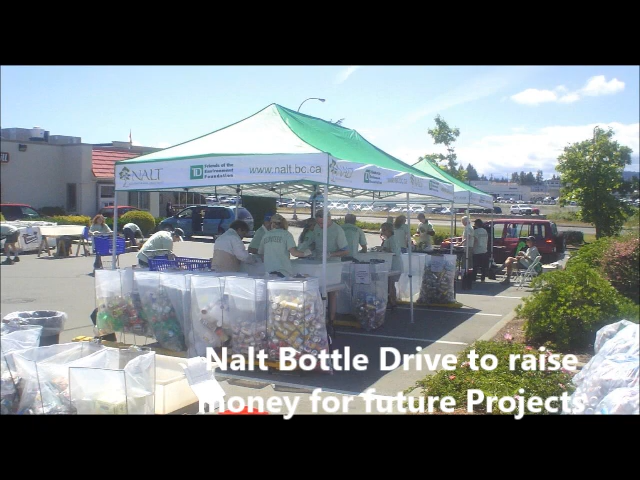 NALT
TD
Friends of the
Environment
Foundation
www.nalt.bc.ca
Nalt Bottle Drive to raise
money for future Projects